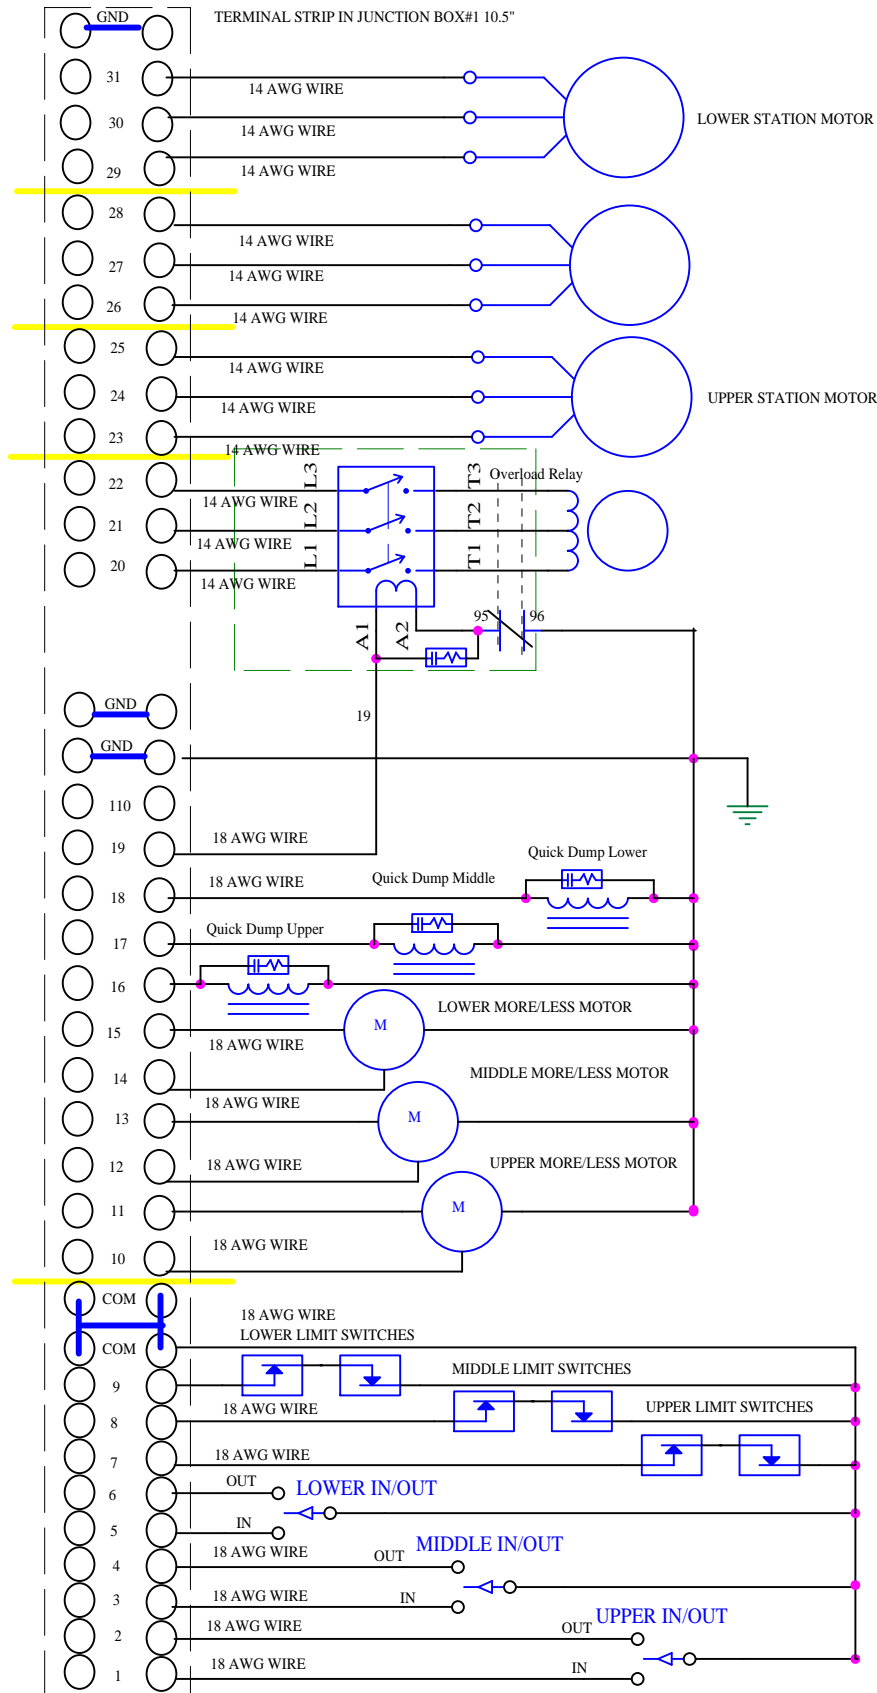 GND TERMINAL STRIP IN JUNCTION BOX#1 10.5"
31
14 AWG WIRE
30
LOWER STATION MOTOR
14 AWG WIRE
29
14 AWG WIRE
28
14 AWG WIRE
27
14 AWG WIRE
26
14 AWG WIRE
25
14 AWG WIRE
24
UPPER STATION MOTOR
14 AWG WIRE
23
14 AWG WIRE
L3 T3 Overload Relay
22
14 AWG WIRE
L2 T2
21
14 AWG WIRE
L1 T1
20
14 AWG WIRE
95 96
A1 A2
GND
19
GND
110
18 AWG WIRE
19
Quick Dump Lower
18 AWG WIRE
Quick Dump Middle
18
Quick Dump Upper
17
16
LOWER MORE/LESS MOTOR
15
M
18 AWG WIRE
MIDDLE MORE/LESS MOTOR
14
18 AWG WIRE
13
M
UPPER MORE/LESS MOTOR
12
18 AWG WIRE
11
M
18 AWG WIRE
10
COM
18 AWG WIRE
LOWER LIMIT SWITCHES
COM
MIDDLE LIMIT SWITCHES
9
18 AWG WIRE
UPPER LIMIT SWITCHES
8
18 AWG WIRE
7
OUT
LOWER IN/OUT
6
IN
5
MIDDLE IN/OUT
18 AWG WIRE
OUT
4
18 AWG WIRE
IN
3
UPPER IN/OUT
18 AWG WIRE
OUT
2
18 AWG WIRE
IN
1